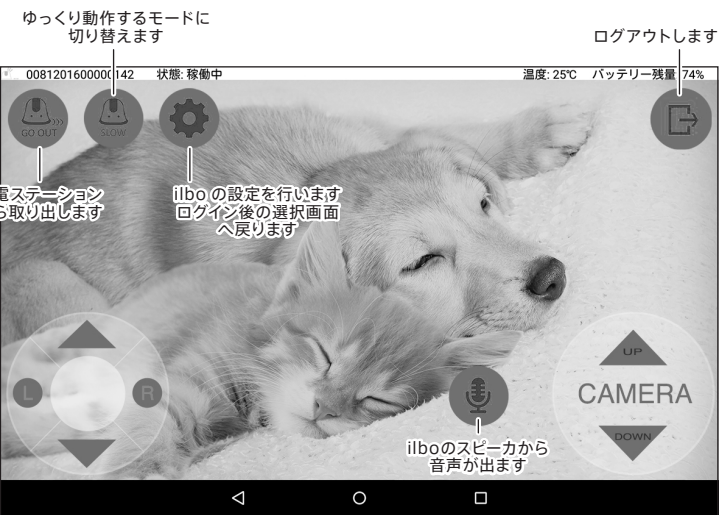 ゆっくり動作するモードに
切り替えます
ログアウトします
0081201600000142 状態: 稼働中 温度: 25℃ バッテリー残量: 74%
GO OUT
SLOW
電ステーション
ら取り出します
ilbo の設定を行います
ログイン後の選択画面
へ戻ります
L R
UP
CAMERA
DOWN
ilboのスピーカから
音声が出ます